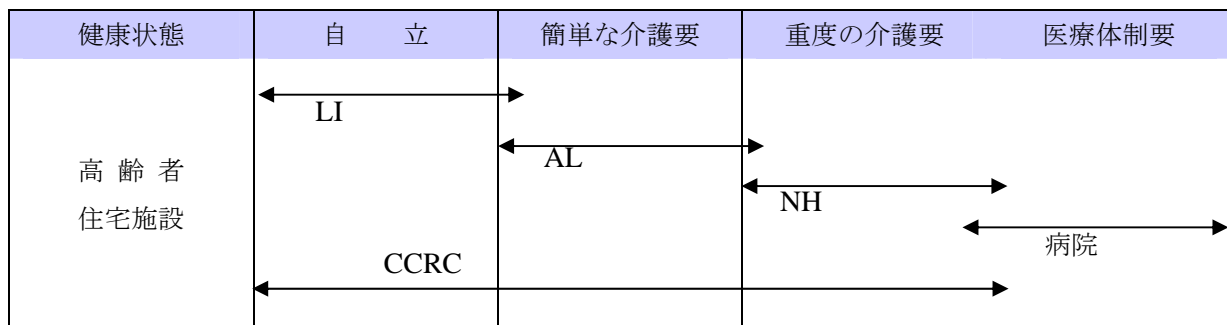 健康状態 自 立 簡単な介護要 重度の介護要 医療体制要
LI
AL
高 齢 者
NH
住宅施設
病院
CCRC